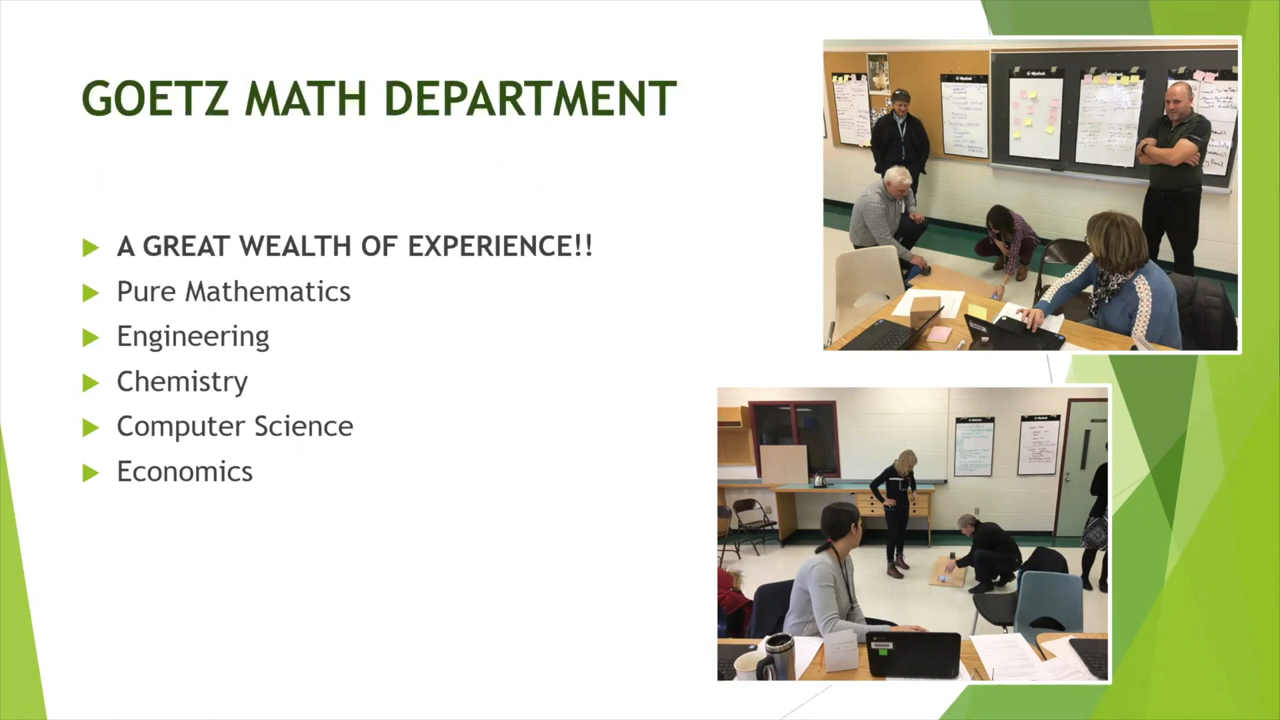 GOETZ MATH DEPARTMENT
A GREAT WEALTH OF EXPERIENCE!!
Pure Mathematics
Engineering
Chemistry
Computer Science
Economics